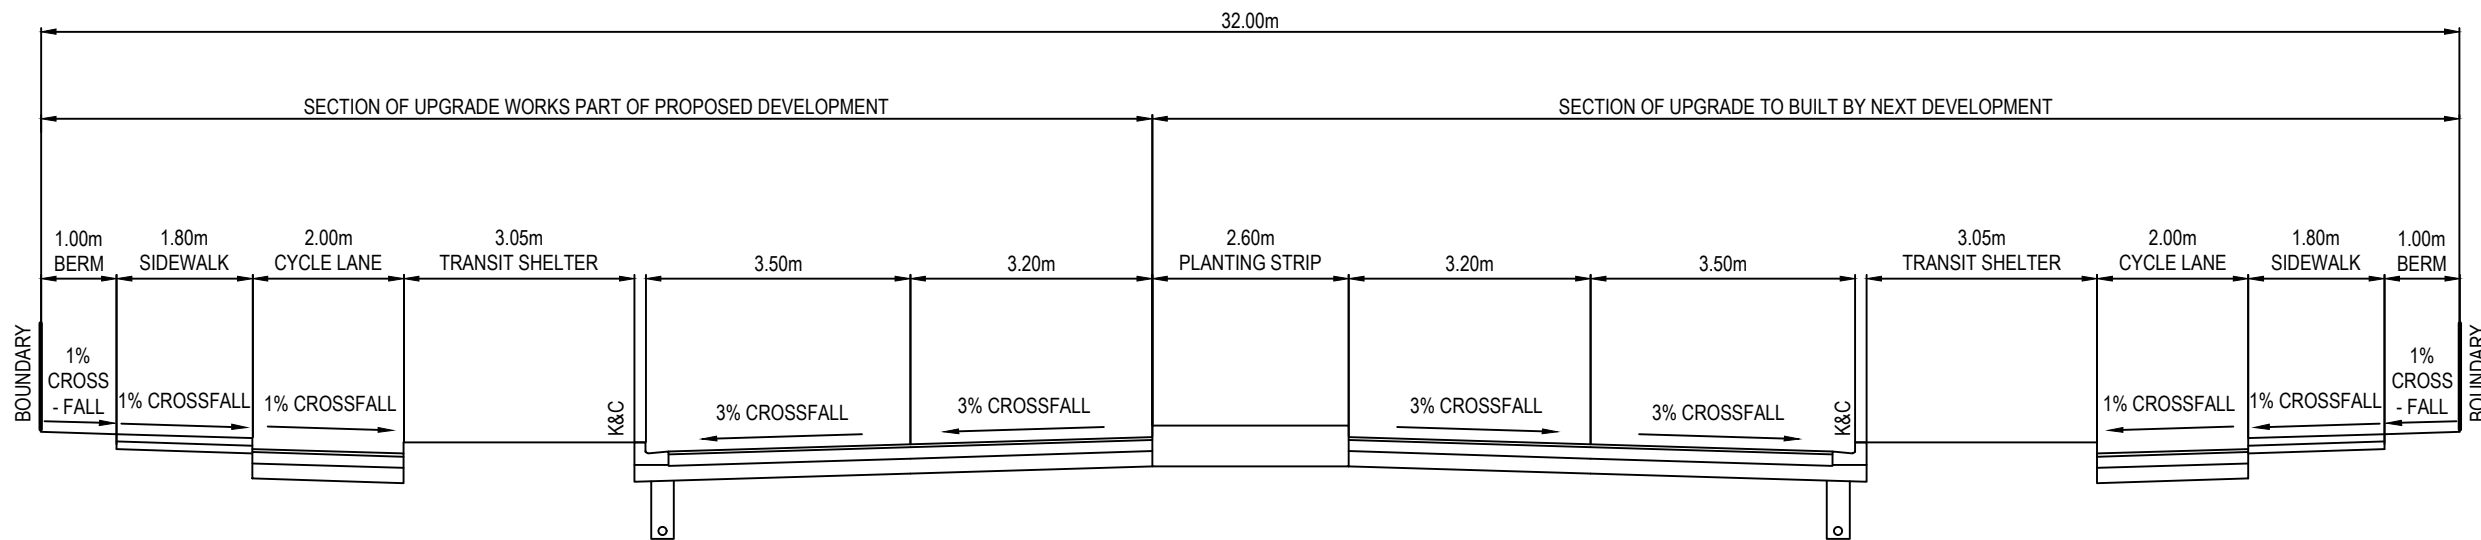 32.00m
SECTION OF UPGRADE WORKS PART OF PROPOSED DEVELOPMENT
SECTION OF UPGRADE TO BUILT BY NEXT DEVELOPMENT
1.00m
BERM
1.80m
SIDEWALK
2.00m
CYCLE LANE
3.05m
TRANSIT SHELTER
3.50m
3.20m
2.60m
PLANTING STRIP
3.20m
3.50m
3.05m
TRANSIT SHELTER
2.00m
CYCLE LANE
1.80m
SIDEWALK
1.00m
BERM
BOUNDARY
1%
CROSS
- FALL
1% CROSSFALL
1% CROSSFALL
K&C
3% CROSSFALL
3% CROSSFALL
3% CROSSFALL
3% CROSSFALL
K&C
1% CROSSFALL
1% CROSSFALL
1%
CROSS
- FALL
BOUNDARY